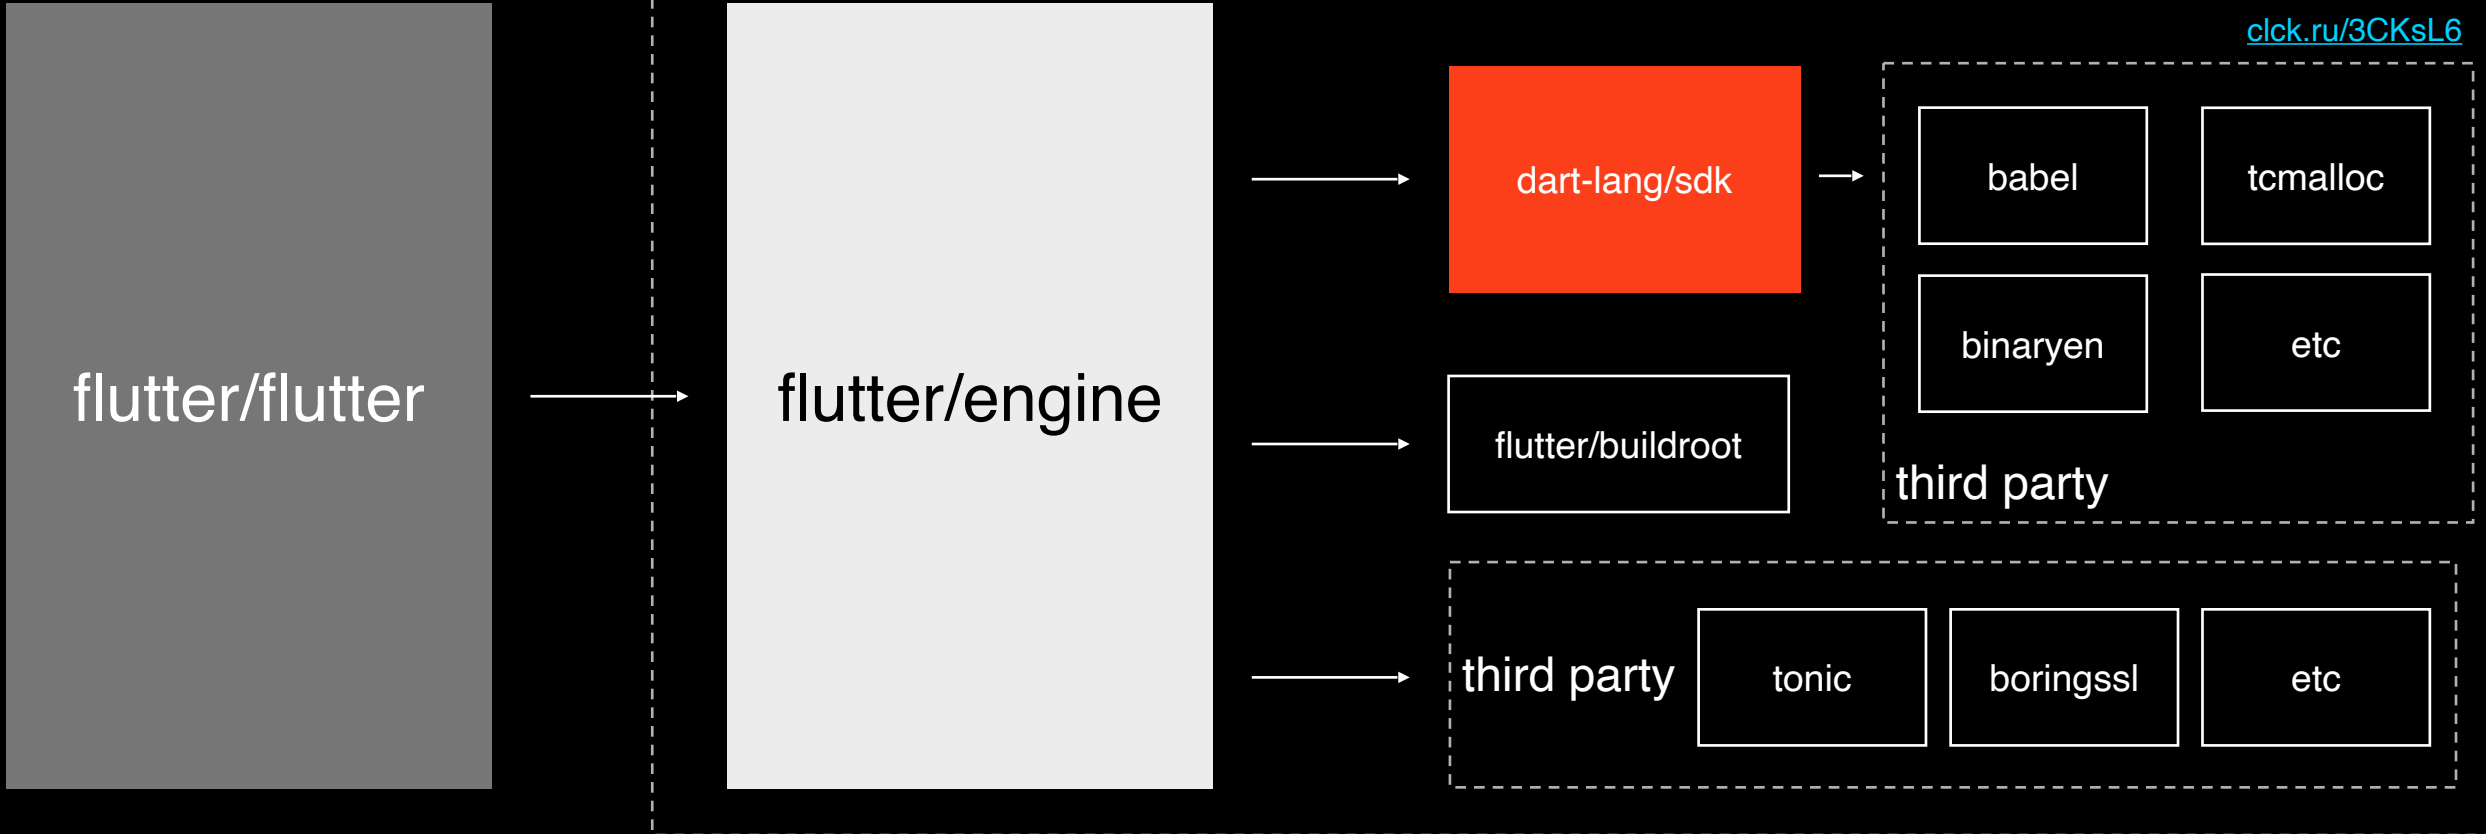 clck.ru/3CKsL6
flutter/flutter
flutter/engine
dart-lang/sdk
babel
tcmalloc
binaryen
etc
third party
flutter/buildroot
third party
tonic
boringssl
etc